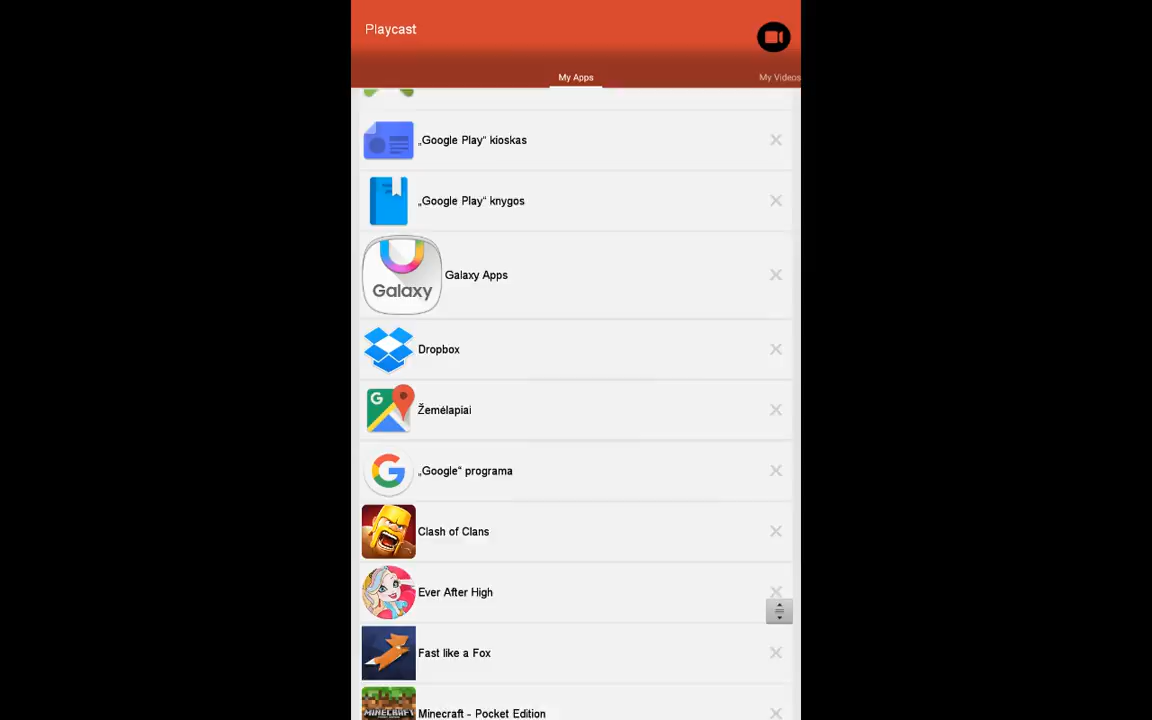 Playcast
My Apps
My Videos
„Google Play“ kioskas
„Google Play“ knygos
Galaxy
Galaxy Apps
Dropbox
G
Žemėlapiai
G
„Google“ programa
Clash of Clans
Ever After High
Fast like a Fox
MINECRAFT
Minecraft - Pocket Edition